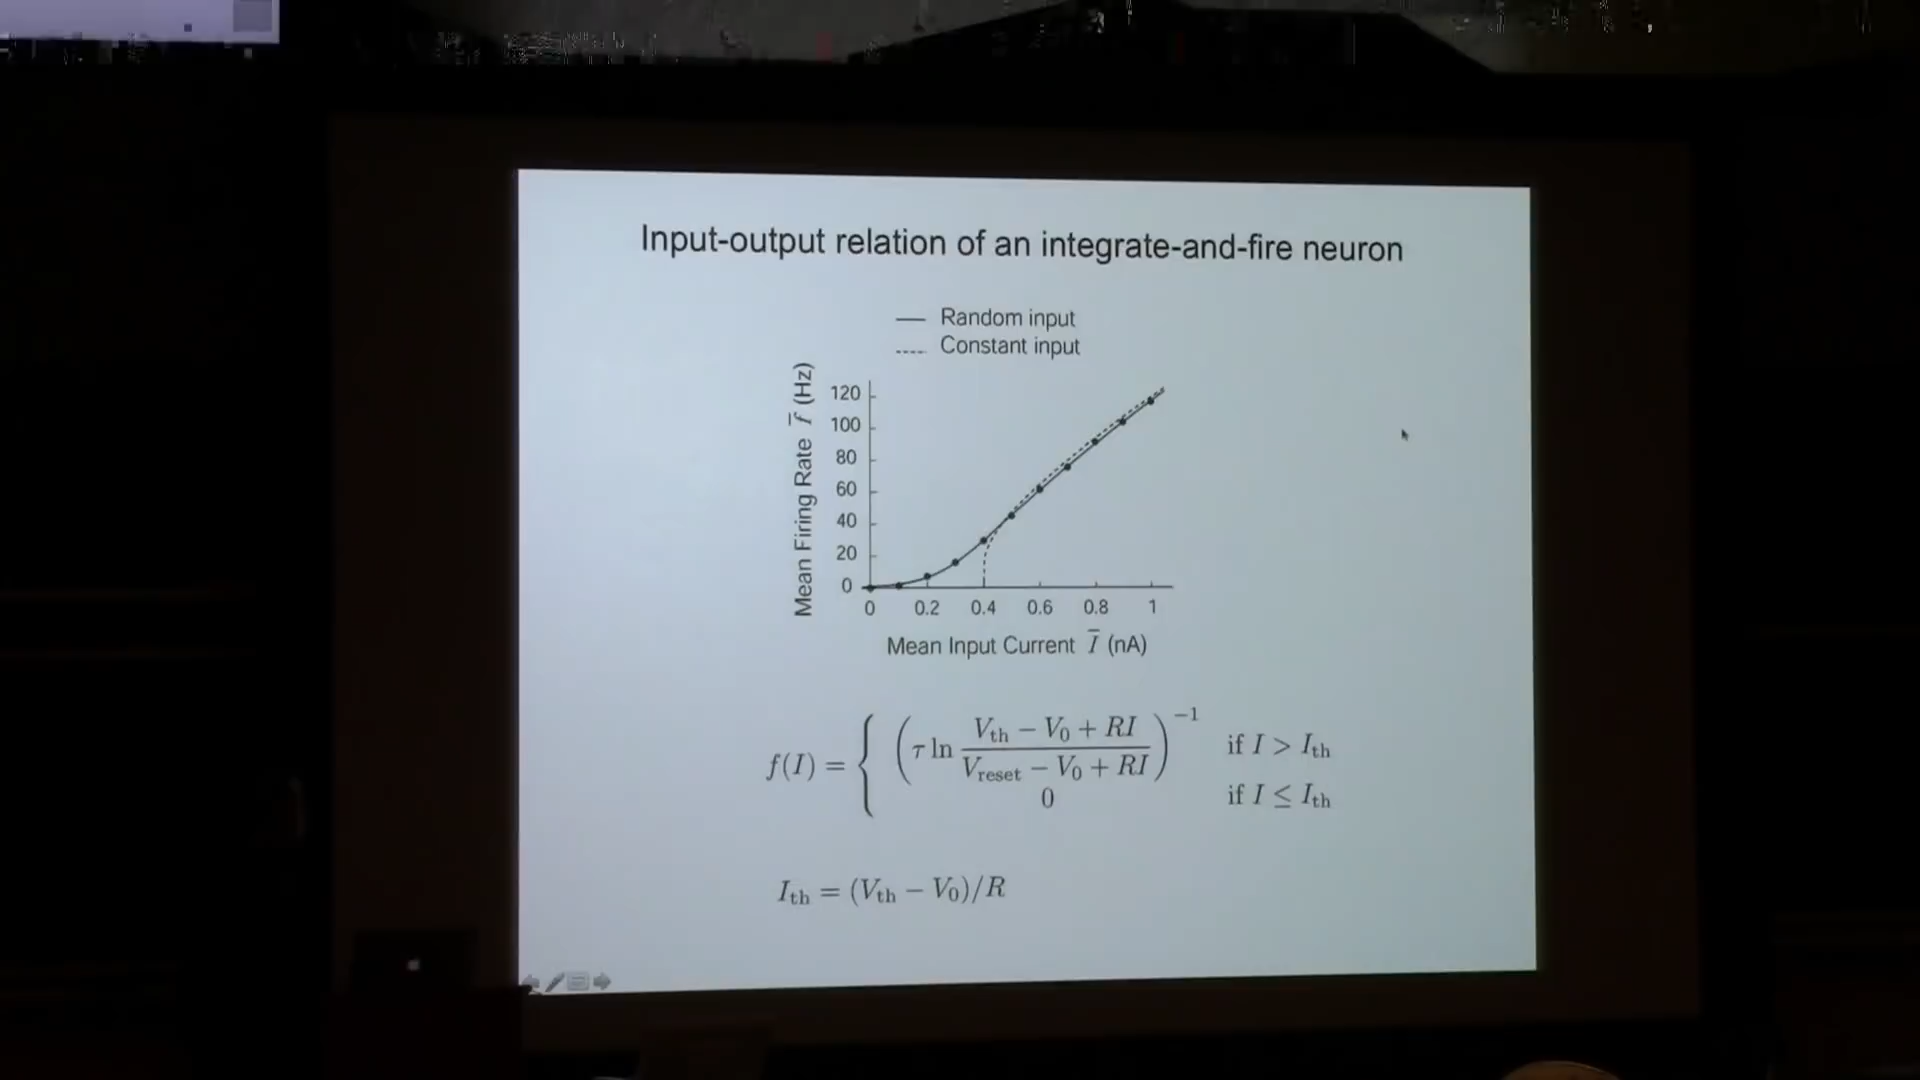 Input-output relation of an integrate-and-fire neuron
Random input
Constant input
Mean Firing Rate f̅ (Hz)
120
100
80
60
40
20
0
0 0.2 0.4 0.6 0.8 1
Mean Input Current I̅ (nA)
f(I) = { (τ ln (V_th − V_0 + RI) / (V_reset − V_0 + RI))^−1 if I > I_th
0 if I ≤ I_th
I_th = (V_th − V_0)/R